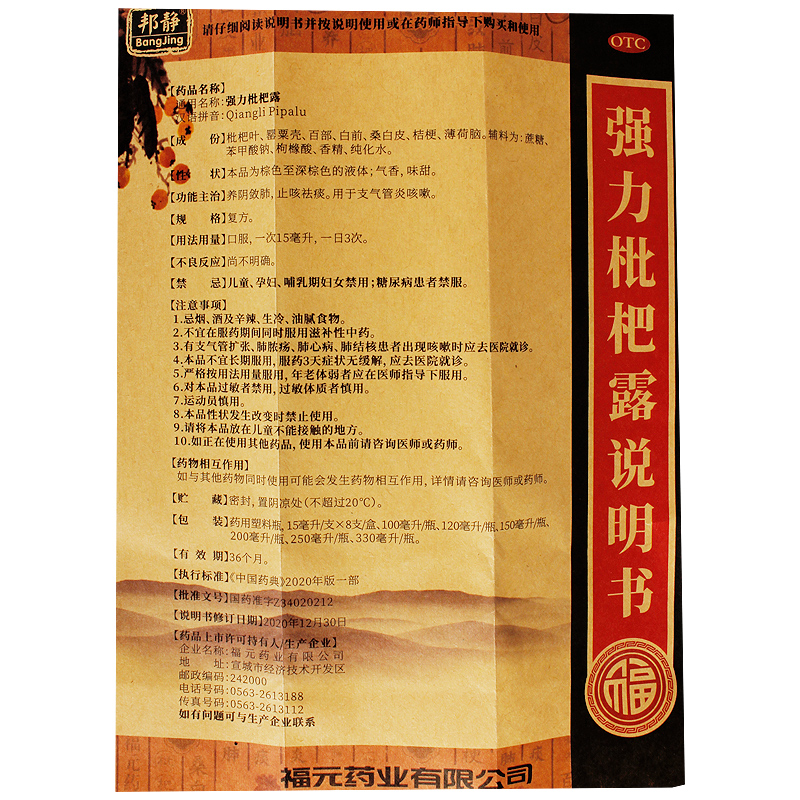 邦静
BangJing
请仔细阅读说明书并按说明使用或在药师指导下购买和使用
OTC
强力枇杷露说明书
【药品名称】
通用名称:强力枇杷露
汉语拼音:Qiangli Pipalu
【成 份】枇杷叶、罂粟壳、百部、白前、桑白皮、桔梗、薄荷脑。辅料为:蔗糖、
苯甲酸钠、枸橼酸、香精、纯化水。
【性 状】本品为棕色至深棕色的液体;气香,味甜。
【功能主治】养阴敛肺,止咳祛痰。用于支气管炎咳嗽。
【规 格】复方。
【用法用量】口服,一次15毫升,一日3次。
【不良反应】尚不明确。
【禁 忌】儿童、孕妇、哺乳期妇女禁用;糖尿病患者禁服。
【注意事项】
1.忌烟、酒及辛辣、生冷、油腻食物。
2.不宜在服药期间同时服用滋补性中药。
3.有支气管扩张、肺脓疡、肺心病、肺结核患者出现咳嗽时应去医院就诊。
4.本品不宜长期服用,服药3天症状无缓解,应去医院就诊。
5.严格按用法用量服用,年老体弱者应在医师指导下服用。
6.对本品过敏者禁用,过敏体质者慎用。
7.运动员慎用。
8.本品性状发生改变时禁止使用。
9.请将本品放在儿童不能接触的地方。
10.如正在使用其他药品,使用本品前请咨询医师或药师。
【药物相互作用】
如与其他药物同时使用可能会发生药物相互作用,详情请咨询医师或药师。
【贮 藏】密封,置阴凉处(不超过20℃)。
【包 装】药用塑料瓶,15毫升/支×8支/盒、100毫升/瓶、120毫升/瓶、150毫升/瓶、
200毫升/瓶、250毫升/瓶、330毫升/瓶。
【有 效 期】36个月。
【执行标准】《中国药典》2020年版一部
【批准文号】国药准字Z34020212
【说明书修订日期】2020年12月30日
【药品上市许可持有人/生产企业】
企业名称:福元药业有限公司
地 址:宣城市经济技术开发区
邮政编码:242000
电话号码:0563-2613188
传真号码:0563-2613112
如有问题可与生产企业联系
福
福元药业有限公司